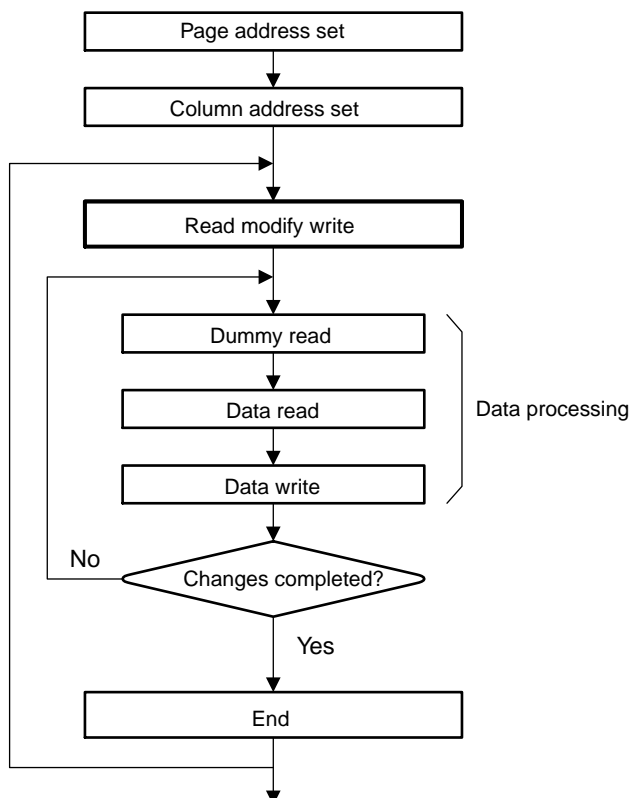 Page address set
Column address set
Read modify write
Dummy read
Data read
Data processing
Data write
No
Changes completed?
Yes
End